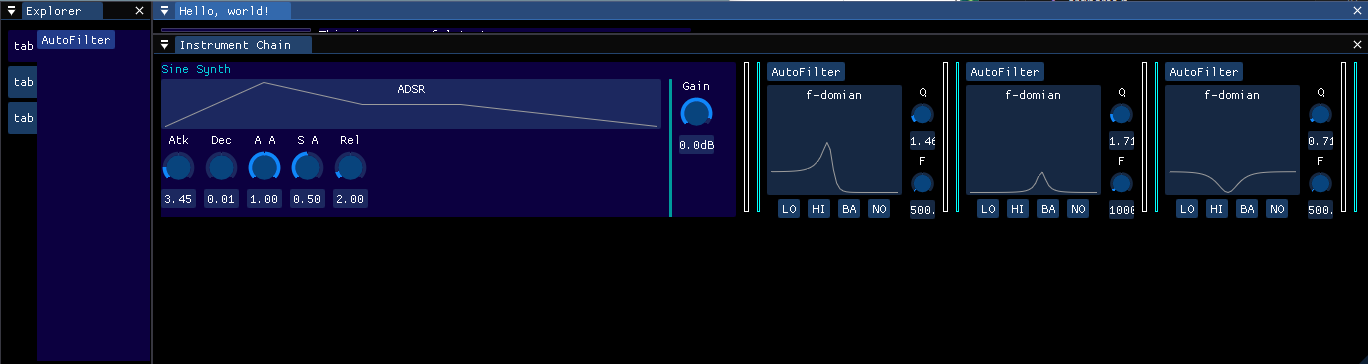 Explorer
Hello, world!
tab
AutoFilter
tab
tab
Instrument Chain
Sine Synth
ADSR
Atk Dec A A S A Rel
3.45 0.01 1.00 0.50 2.00
Gain
0.0dB
AutoFilter
f-domian
Q
1.46
F
500.
LO HI BA NO
AutoFilter
f-domian
Q
1.71
F
1000
LO HI BA NO
AutoFilter
f-domian
Q
0.71
F
500.
LO HI BA NO